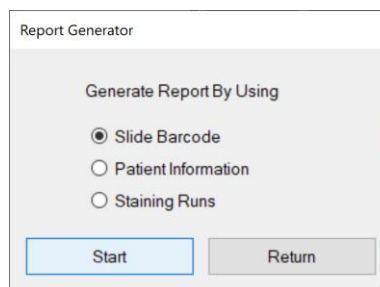 Report Generator
Generate Report By Using
Slide Barcode
Patient Information
Staining Runs
Start Return